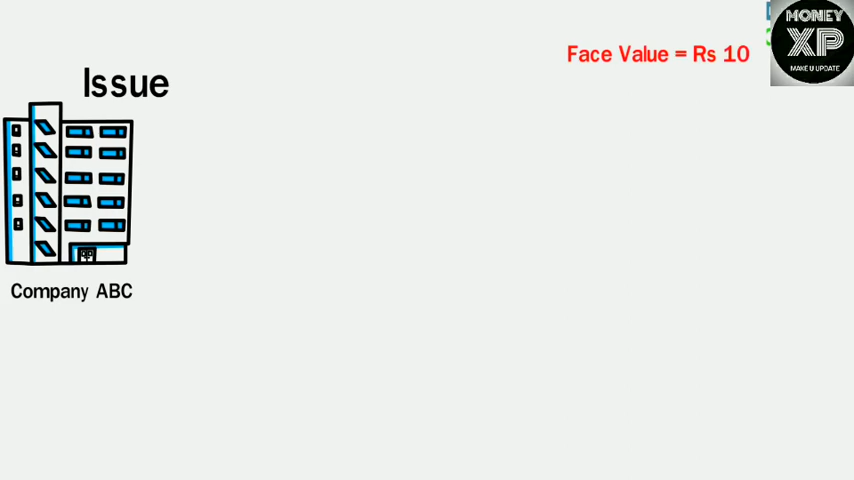 Issue
Face Value = Rs 10
MONEY
XP
MAKE U UPDATE
Company ABC